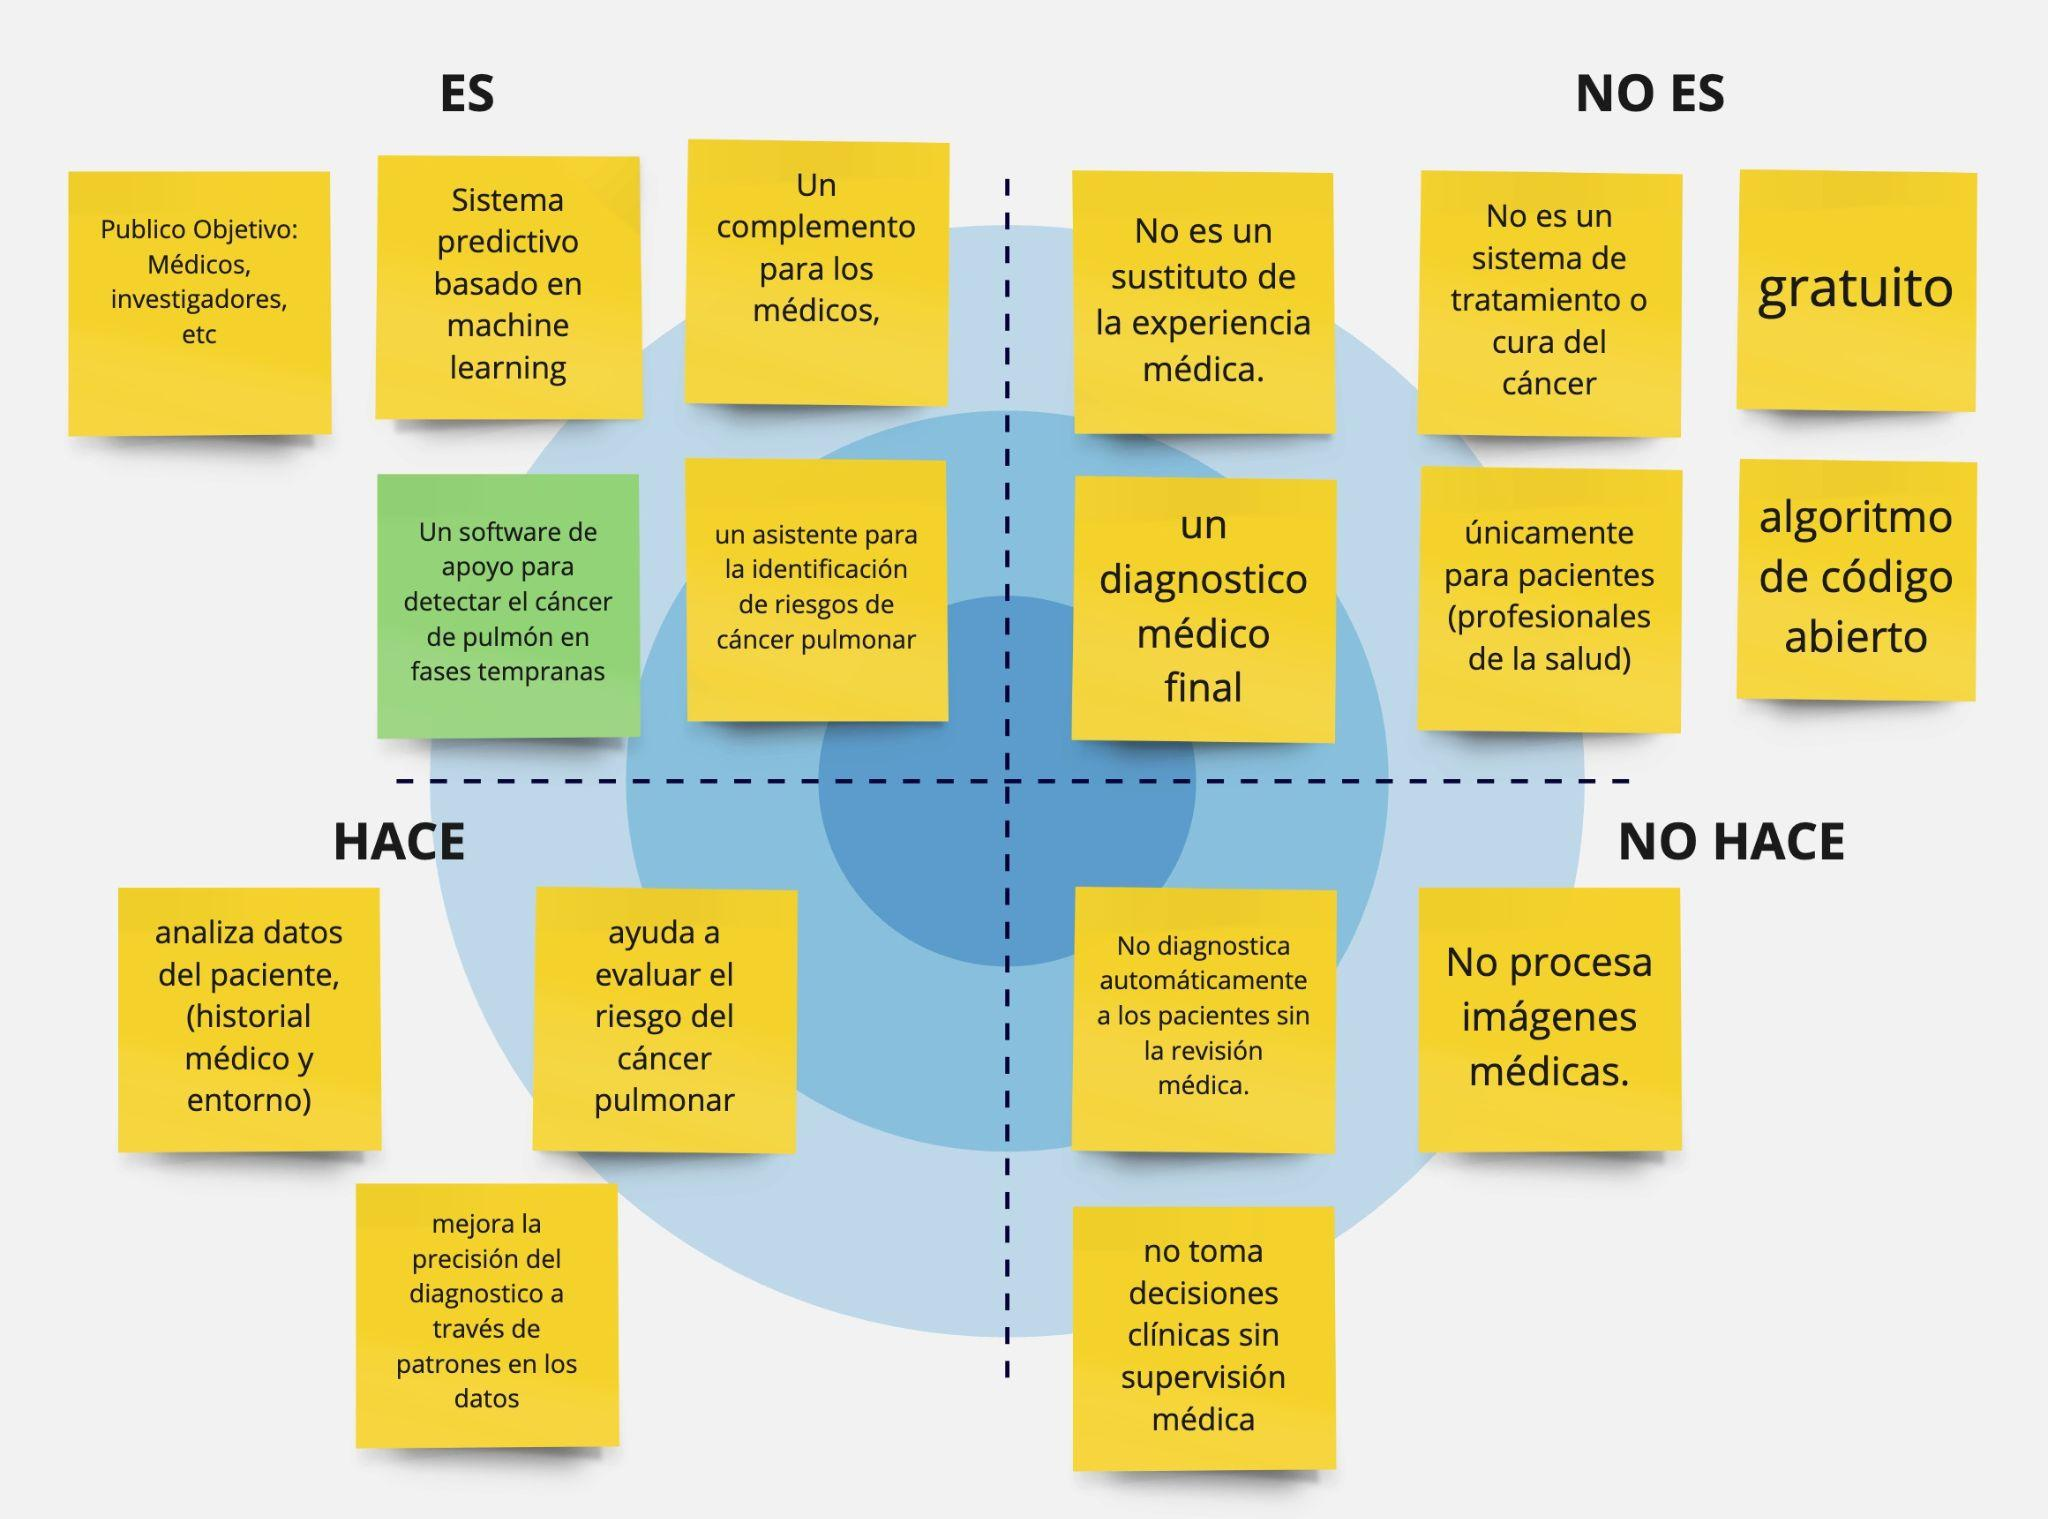 ES
Publico Objetivo:
Médicos,
investigadores,
etc
Sistema
predictivo
basado en
machine
learning
Un
complemento
para los
médicos,
Un software de
apoyo para
detectar el cáncer
de pulmón en
fases tempranas
un asistente para
la identificación
de riesgos de
cáncer pulmonar
NO ES
No es un
sustituto de
la experiencia
médica.
No es un
sistema de
tratamiento o
cura del
cáncer
gratuito
un
diagnostico
médico
final
únicamente
para pacientes
(profesionales
de la salud)
algoritmo
de código
abierto
HACE
analiza datos
del paciente,
(historial
médico y
entorno)
ayuda a
evaluar el
riesgo del
cáncer
pulmonar
mejora la
precisión del
diagnostico a
través de
patrones en los
datos
NO HACE
No diagnostica
automáticamente
a los pacientes sin
la revisión
médica.
No procesa
imágenes
médicas.
no toma
decisiones
clínicas sin
supervisión
médica